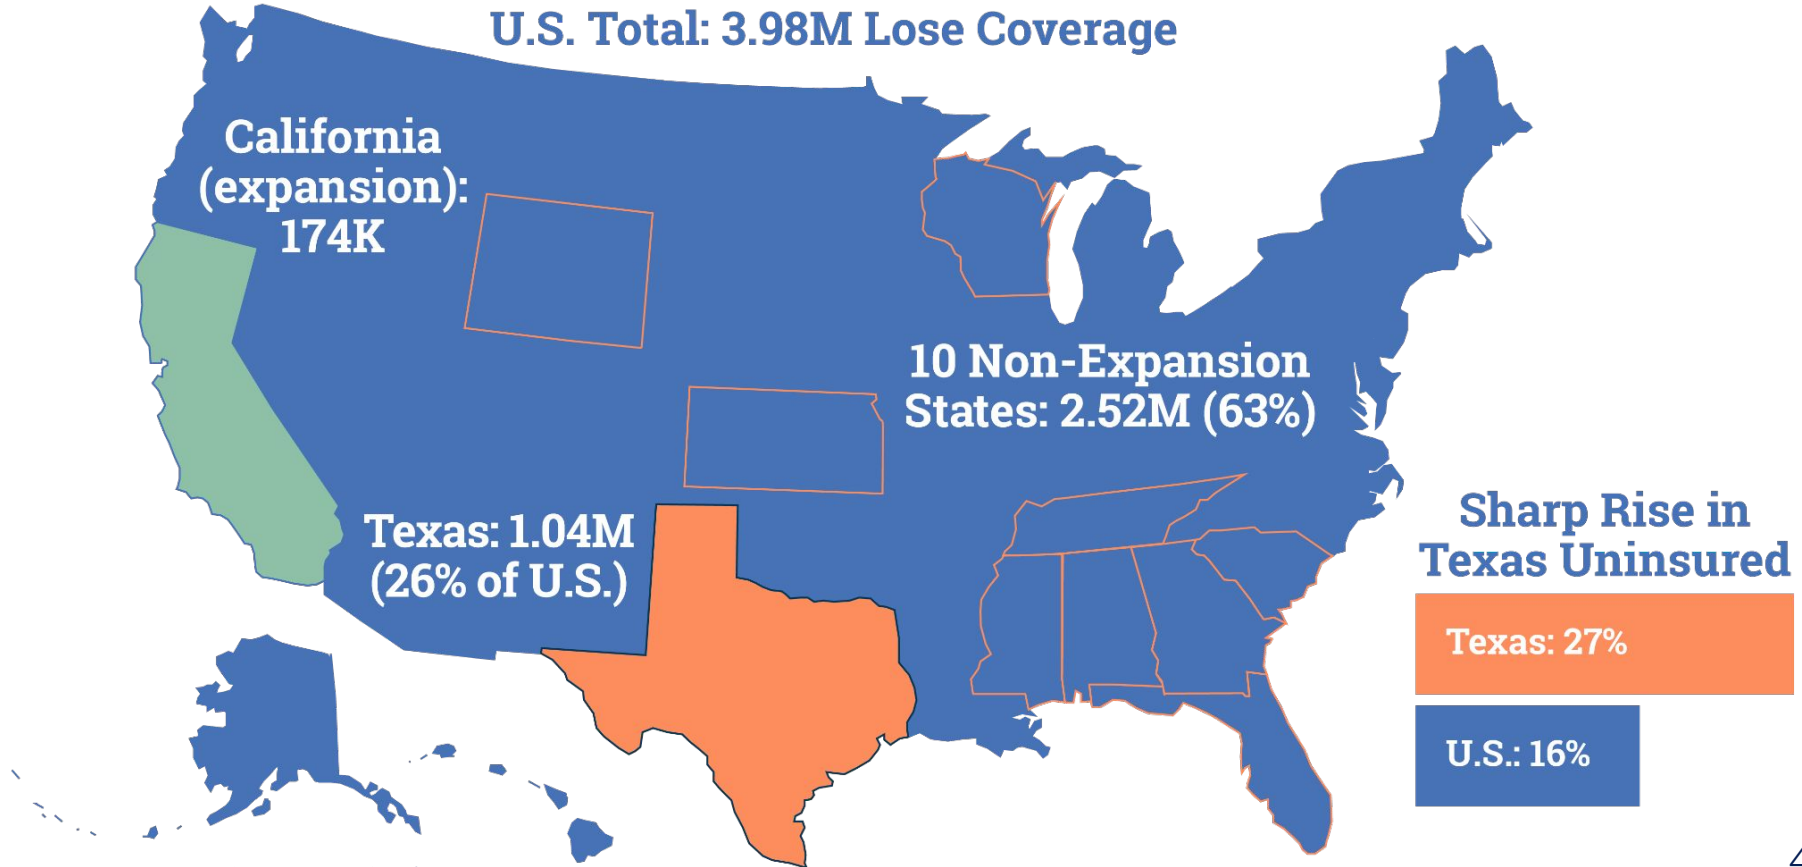 U.S. Total: 3.98M Lose Coverage
California
(expansion):
174K
10 Non-Expansion
States: 2.52M (63%)
Texas: 1.04M
(26% of U.S.)
Sharp Rise in
Texas Uninsured
Texas: 27%
U.S.: 16%